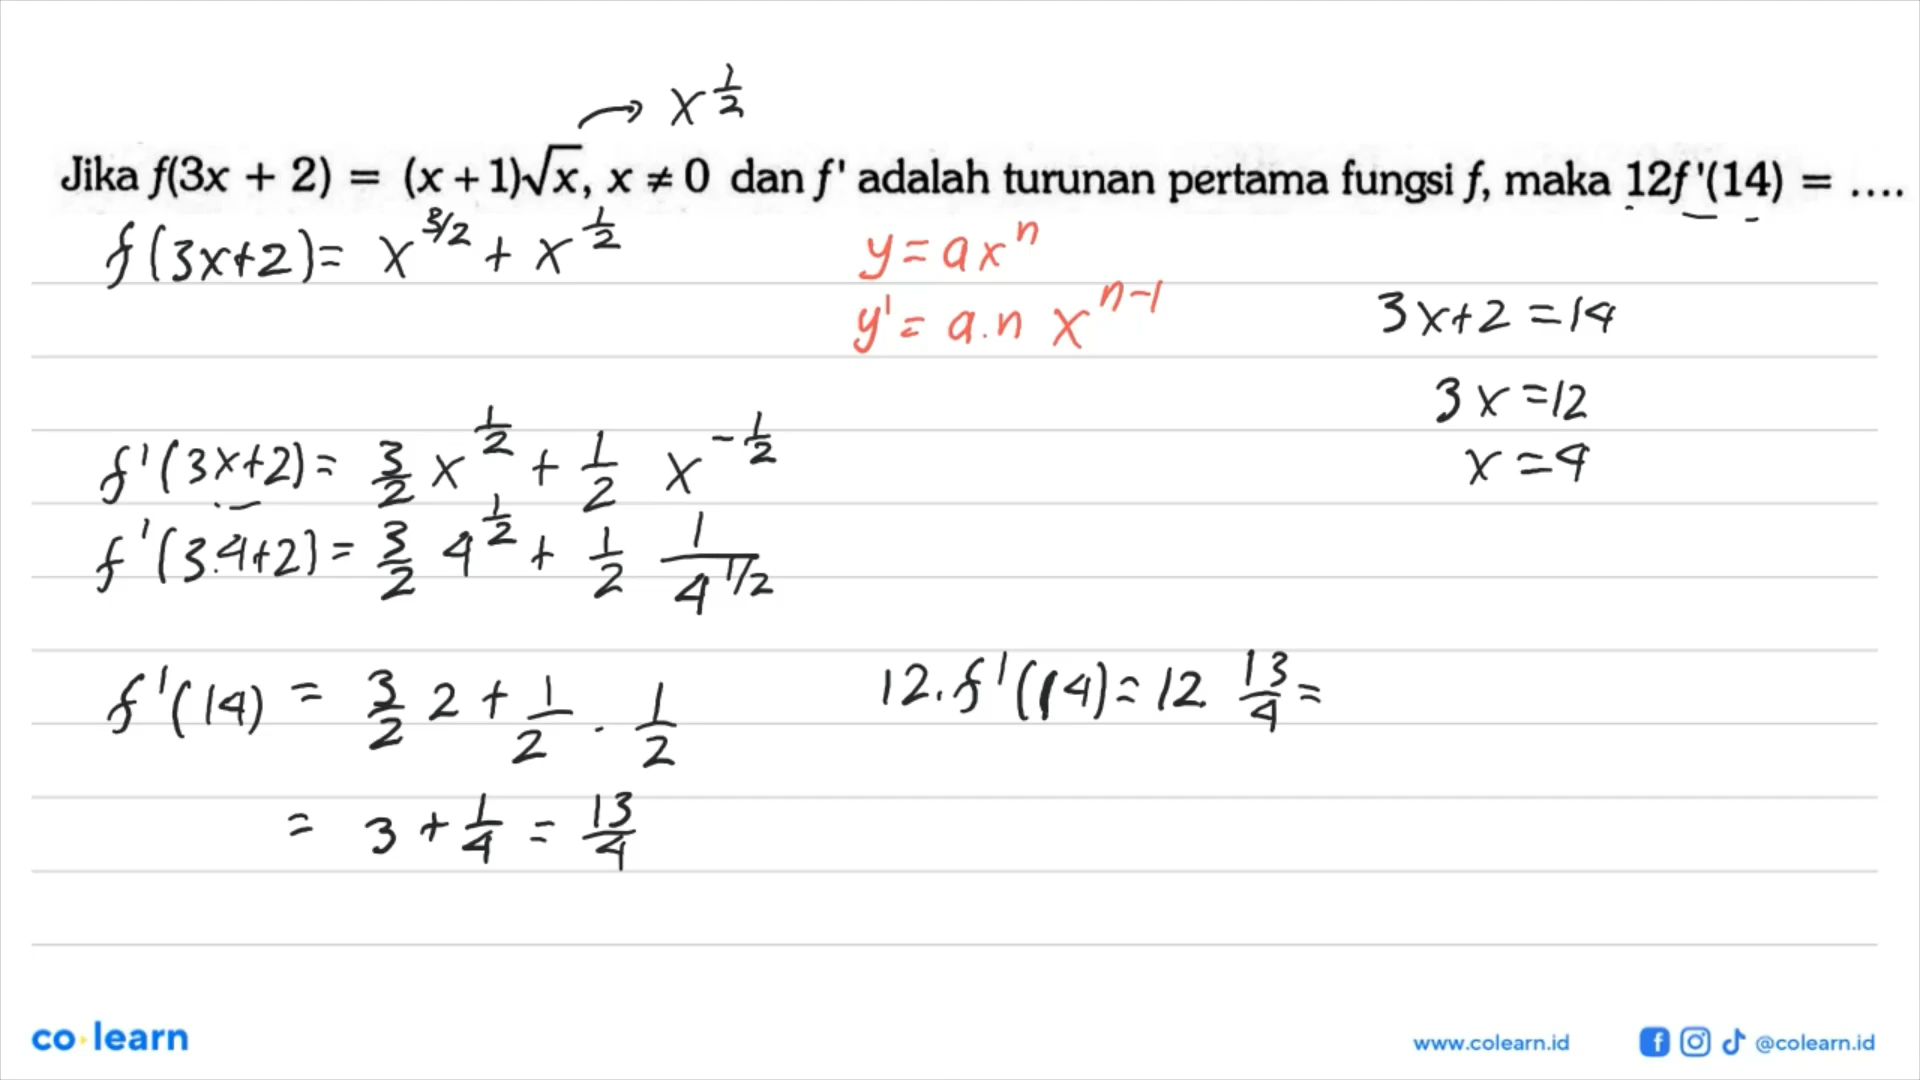 x^{1/2}
Jika f(3x + 2) = (x + 1)√x, x ≠ 0 dan f' adalah turunan pertama fungsi f, maka 12f'(14) = ....
f(3x+2) = x^{3/2} + x^{1/2}
y = ax^n
y' = a.n x^{n-1}
3x+2 = 14
3x = 12
x = 4
f'(3x+2) = 3/2 x^{1/2} + 1/2 x^{-1/2}
f'(3.4+2) = 3/2 4^{1/2} + 1/2 1/4^{1/2}
f'(14) = 3/2 2 + 1/2 . 1/2
= 3 + 1/4 = 13/4
12.f'(14) = 12. 13/4 =
co learn
www.colearn.id
@colearn.id